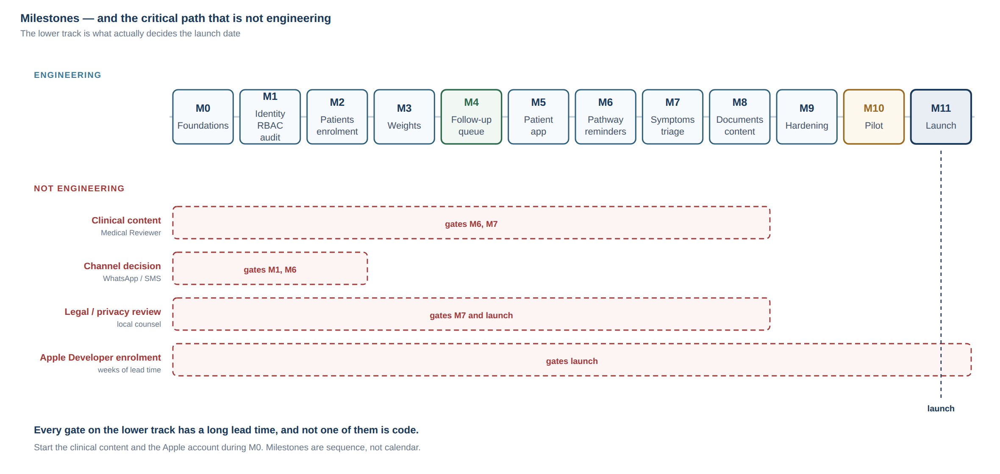 Milestones — and the critical path that is not engineering
The lower track is what actually decides the launch date
ENGINEERING
M0
Foundations
M1
Identity
RBAC
audit
M2
Patients
enrolment
M3
Weights
M4
Follow-up
queue
M5
Patient
app
M6
Pathway
reminders
M7
Symptoms
triage
M8
Documents
content
M9
Hardening
M10
Pilot
M11
Launch
NOT ENGINEERING
Clinical content
Medical Reviewer
gates M6, M7
Channel decision
WhatsApp / SMS
gates M1, M6
Legal / privacy review
local counsel
gates M7 and launch
Apple Developer enrolment
weeks of lead time
gates launch
launch
Every gate on the lower track has a long lead time, and not one of them is code.
Start the clinical content and the Apple account during M0. Milestones are sequence, not calendar.